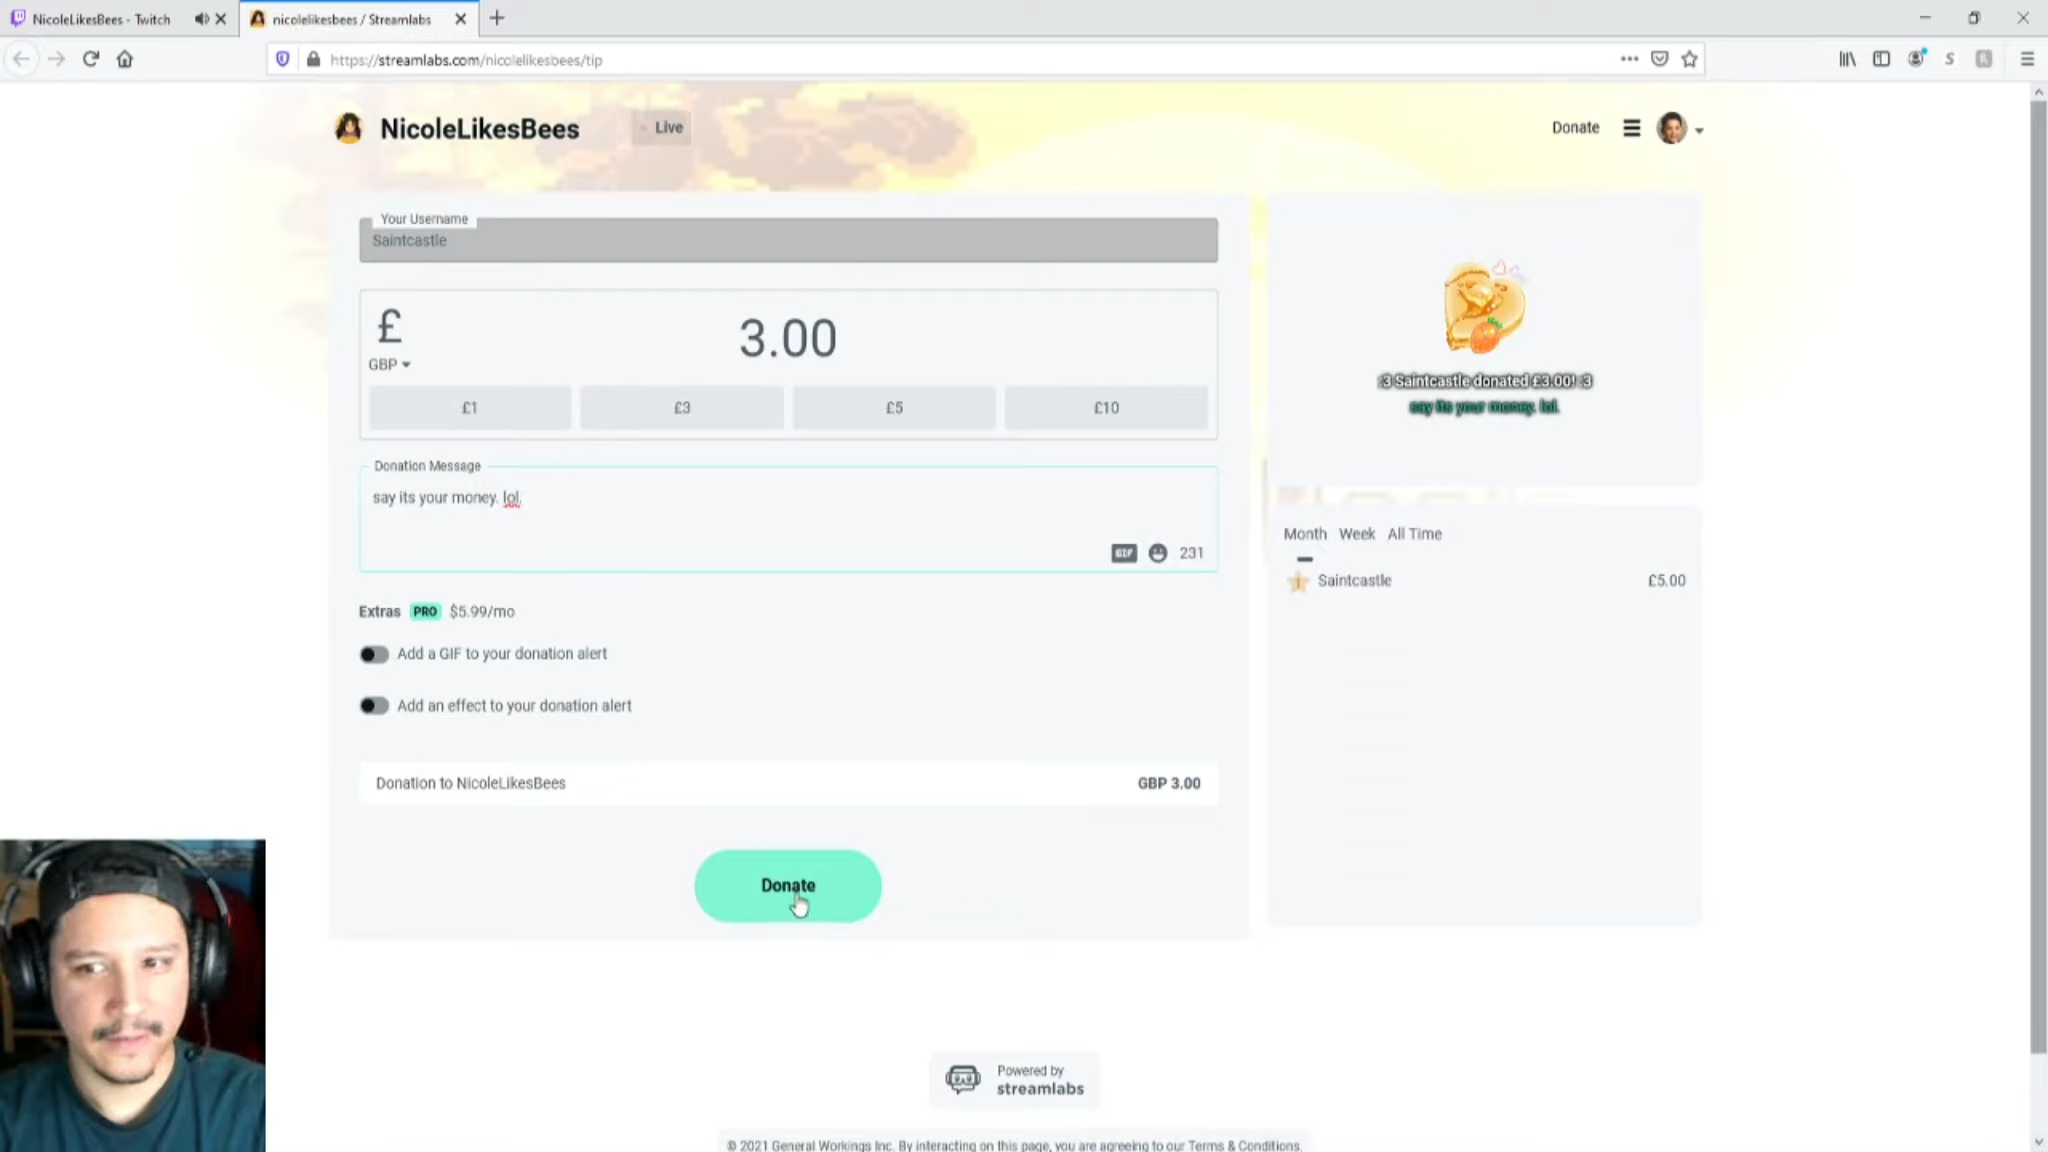 NicoleLikesBees - Twitch
nicolelikesbees / Streamlabs
https://streamlabs.com/nicolelikesbees/tip
NicoleLikesBees
Live
Donate
Your Username
Saintcastle
£
3.00
GBP
£1 £3 £5 £10
Donation Message
say its your money. lol.
GIF 231
Extras PRO $5.99/mo
Add a GIF to your donation alert
Add an effect to your donation alert
Donation to NicoleLikesBees GBP 3.00
Donate
:3 Saintcastle donated £3.00! :3
say its your money. lol.
Month Week All Time
1 Saintcastle £5.00
Powered by
streamlabs
© 2021 General Workings Inc. By interacting on this page, you are agreeing to our Terms & Conditions.